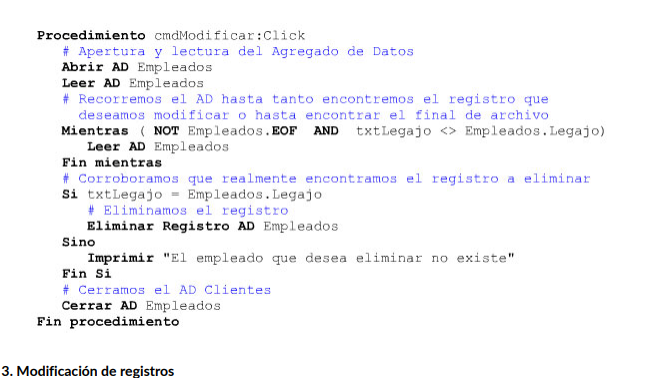 Procedimiento cmdModificar:Click
# Apertura y lectura del Agregado de Datos
Abrir AD Empleados
Leer AD Empleados
# Recorremos el AD hasta tanto encontremos el registro que
deseamos modificar o hasta encontrar el final de archivo
Mientras ( NOT Empleados.EOF AND txtLegajo <> Empleados.Legajo)
Leer AD Empleados
Fin mientras
# Corroboramos que realmente encontramos el registro a eliminar
Si txtLegajo = Empleados.Legajo
# Eliminamos el registro
Eliminar Registro AD Empleados
Sino
Imprimir "El empleado que desea eliminar no existe"
Fin Si
# Cerramos el AD Clientes
Cerrar AD Empleados
Fin procedimiento
3. Modificación de registros